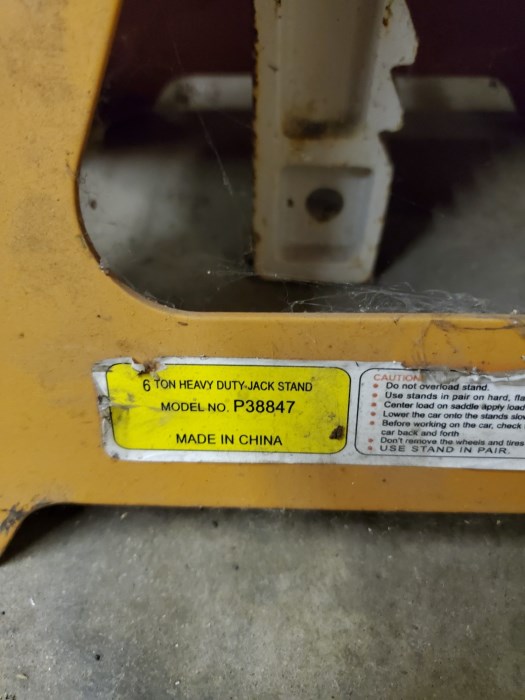 6 TON HEAVY DUTY JACK STAND
MODEL NO. P38847
MADE IN CHINA
CAUTION
Do not overload stand.
Use stands in pair on hard,
Center load on saddle apply
Lower the car onto the stands
Before working on the car, check
car back and forth
Don't remove the wheels and tires
USE STAND IN PAIR.